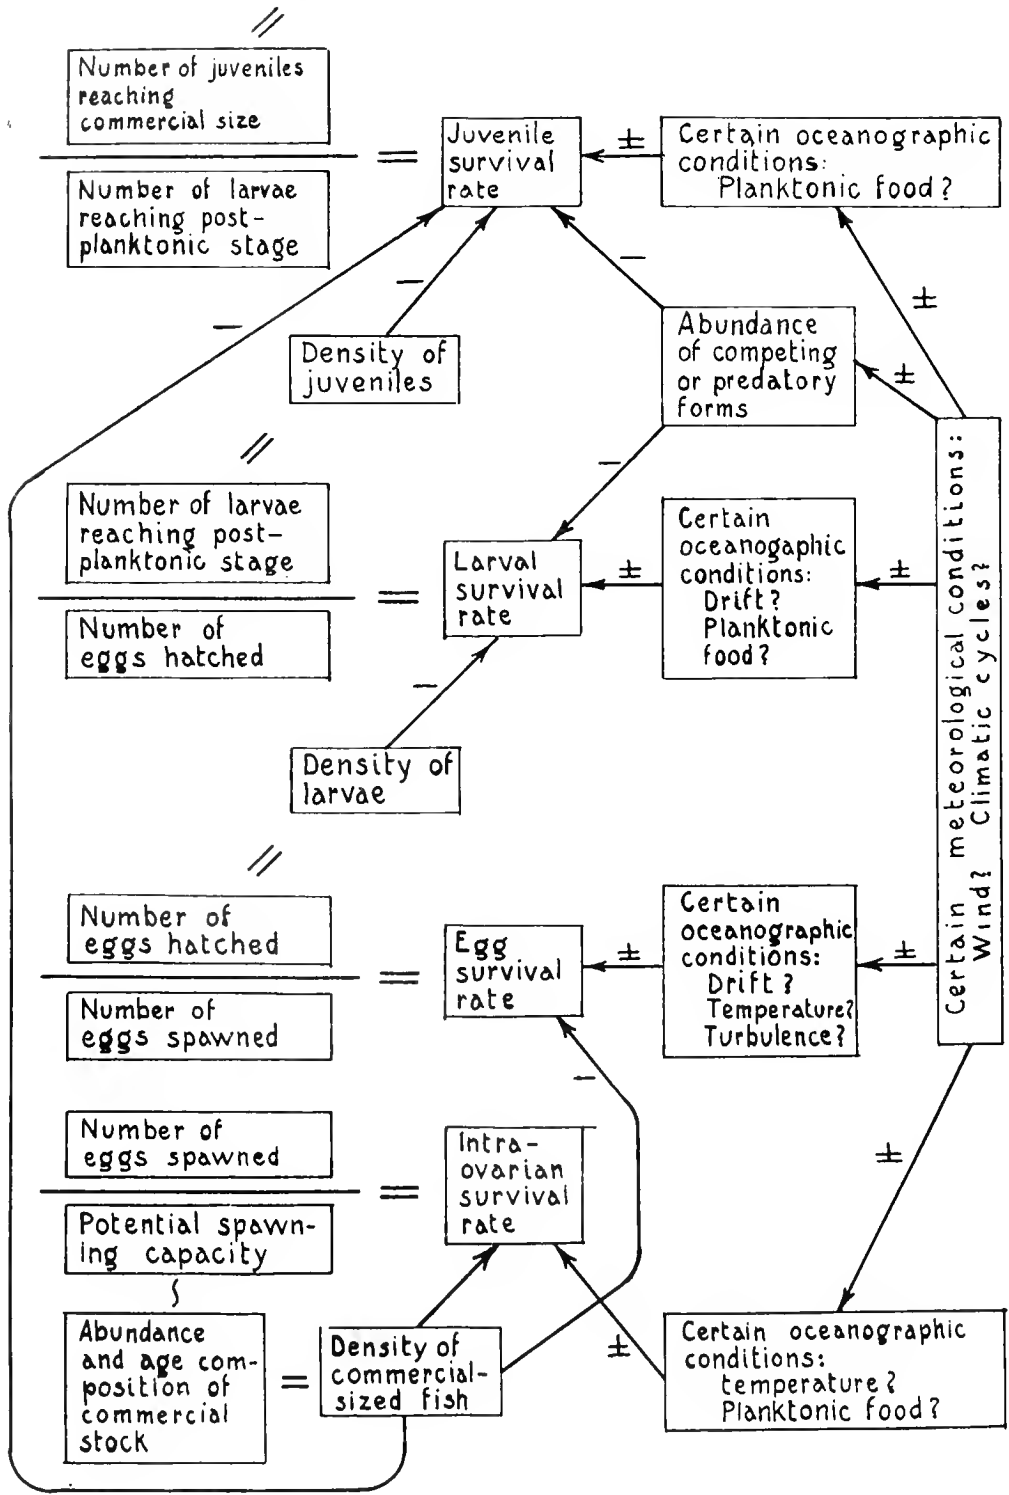 //
Number of juveniles
reaching
commercial size
=
Number of larvae
reaching post-
planktonic stage
Juvenile
survival
rate
±
Certain oceanographic
conditions:
Planktonic food?
−
−
−
±
Density of
juveniles
Abundance
of competing
or predatory
forms
±
//
Number of larvae
reaching post-
planktonic stage
=
Number of
eggs hatched
−
Larval
survival
rate
±
Certain
oceanogaphic
conditions:
Drift?
Planktonic
food?
±
Certain meteorological conditions:
Wind? Climatic cycles?
−
Density of
larvae
//
Number of
eggs hatched
=
Number of
eggs spawned
Egg
survival
rate
±
Certain
oceanographic
conditions:
Drift?
Temperature?
Turbulence?
±
−
Number of
eggs spawned
=
Potential spawn-
ing capacity
Intra-
ovarian
survival
rate
±
∫
Abundance
and age com-
position of
commercial
stock
=
Density of
commercial-
sized fish
±
Certain oceanographic
conditions:
temperature?
Planktonic food?